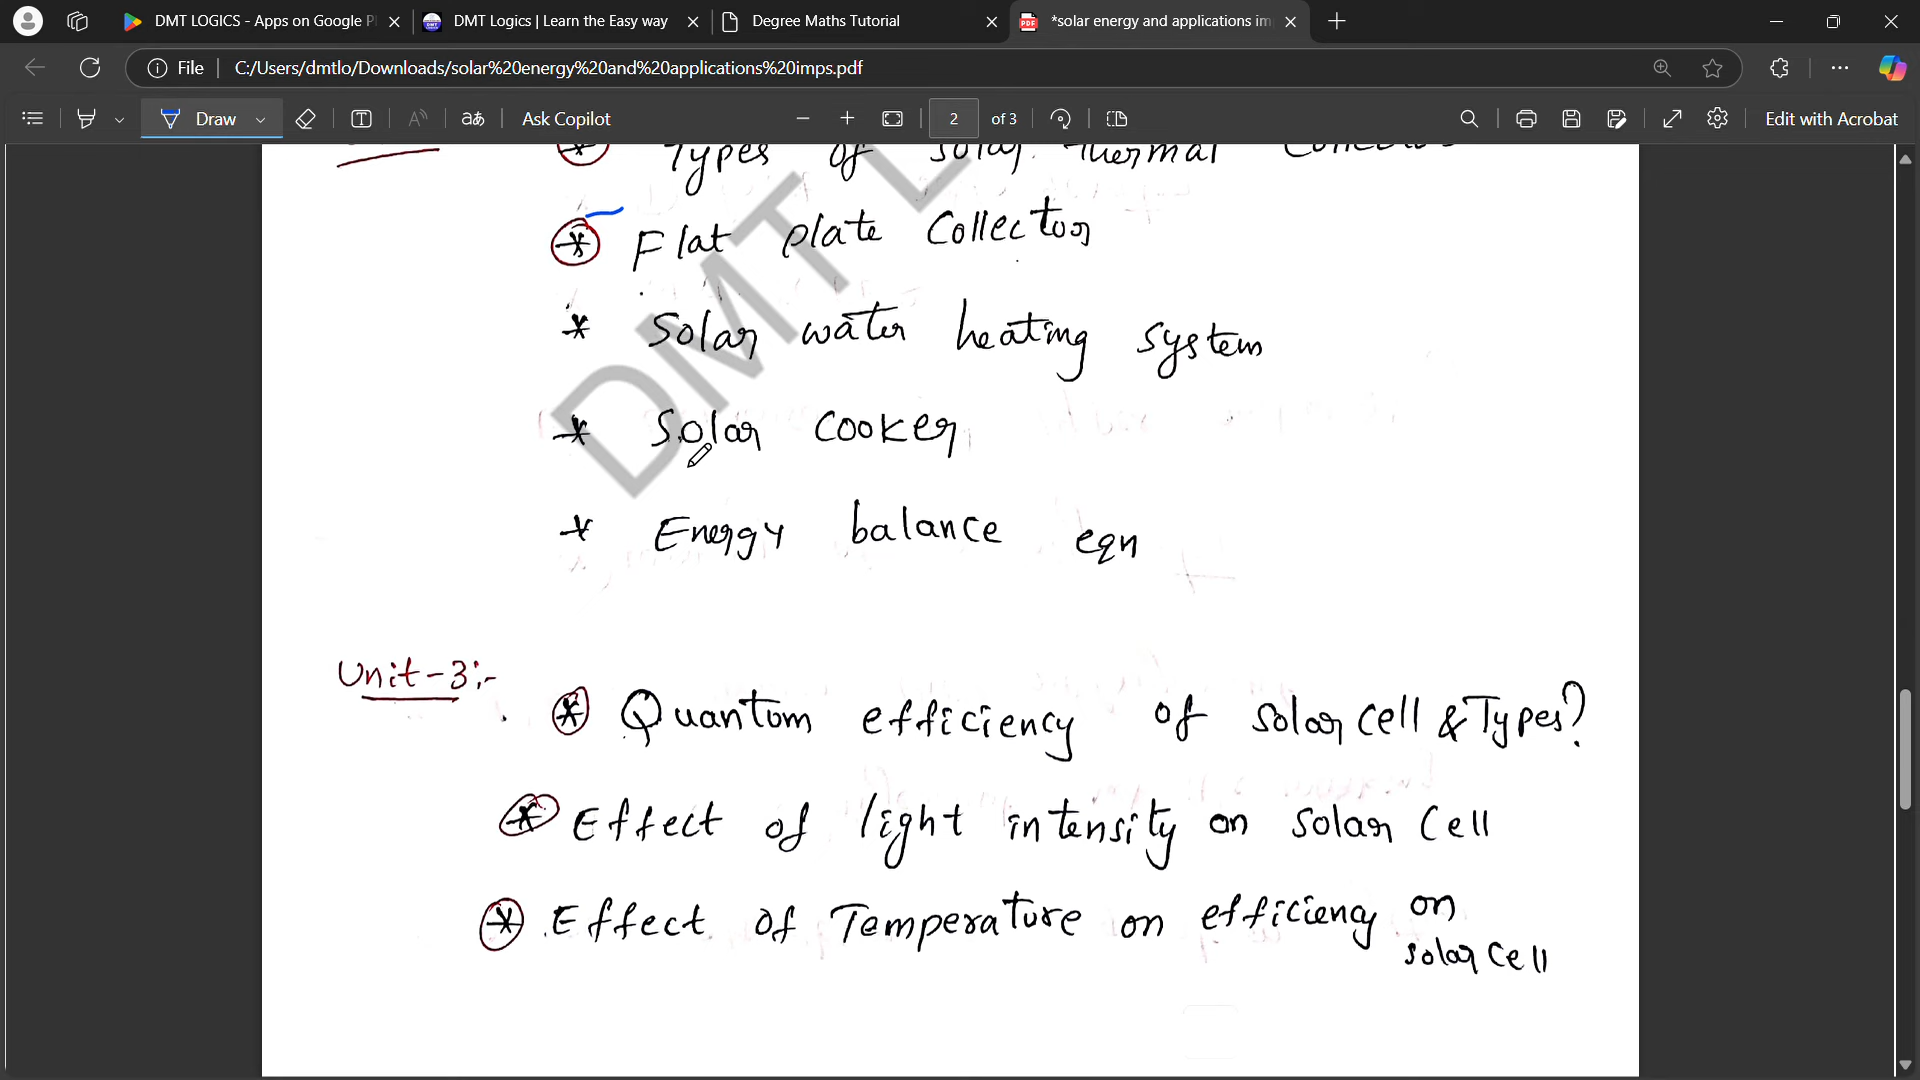 DMT LOGICS - Apps on Google P
DMT Logics | Learn the Easy way
Degree Maths Tutorial
*solar energy and applications im
File
C:/Users/dmtlo/Downloads/solar%20energy%20and%20applications%20imps.pdf
Draw
aあ
Ask Copilot
2 of 3
Edit with Acrobat
* Types of solar thermal
* Flat plate Collector
* Solar water heating system
* Solar cooker
* Energy balance eqn
Unit-3:-
* Quantom efficiency of solar cell & Types?
* Effect of light intensity on solar cell
* Effect of Temperature on efficiency on
solar cell
DMT L